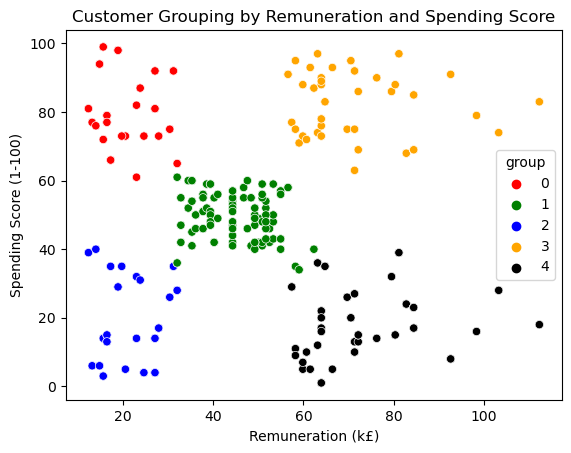 Customer Grouping by Remuneration and Spending Score
Spending Score (1-100)
100
80
60
40
20
0
group
0
1
2
3
4
20 40 60 80 100
Remuneration (k£)